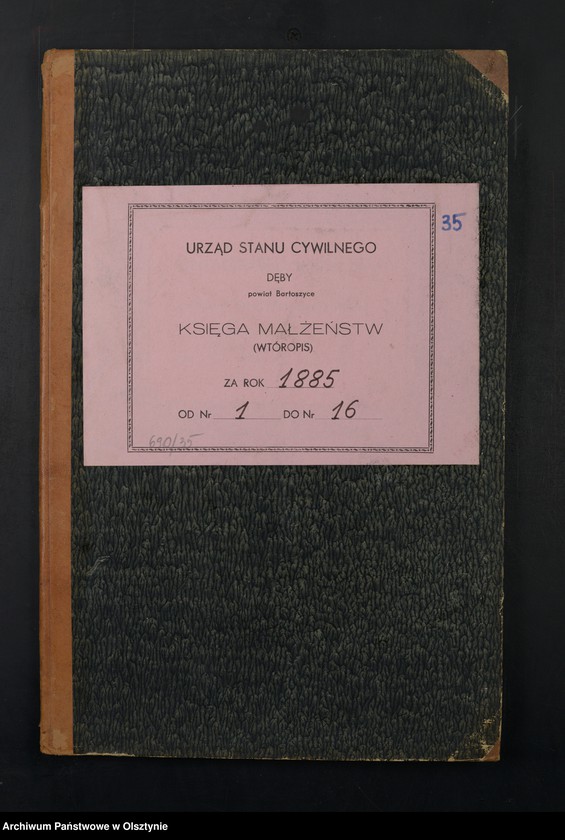 35
URZĄD STANU CYWILNEGO
DĘBY
powiat Bartoszyce
KSIĘGA MAŁŻEŃSTW
(WTÓROPIS)
ZA ROK 1885
OD Nr 1 DO Nr 16
690/35
Archiwum Państwowe w Olsztynie